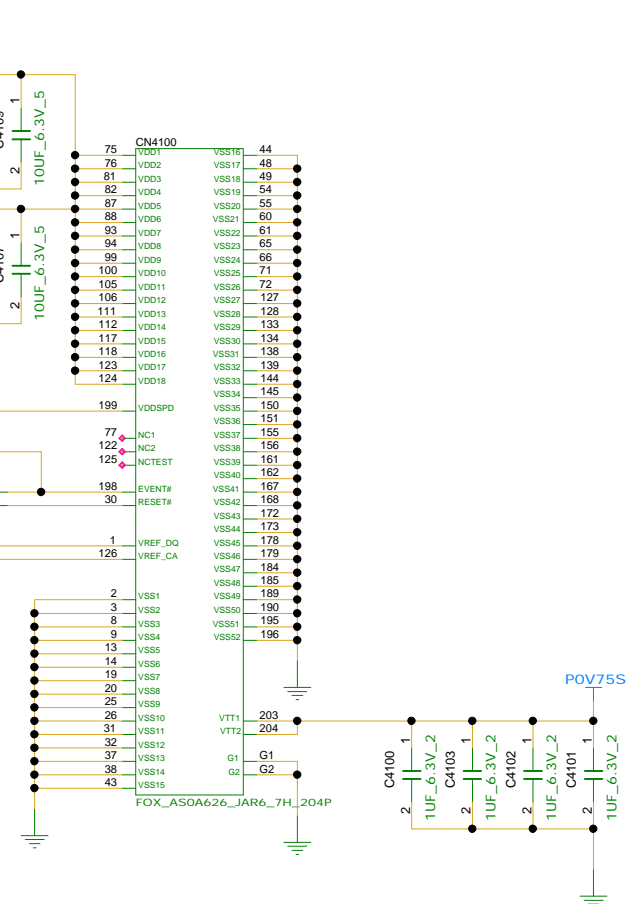 1
2
10UF_6.3V_5
1
2
10UF_6.3V_5
CN4100
75 VDD1 VSS16 44
76 VDD2 VSS17 48
81 VDD3 VSS18 49
82 VDD4 VSS19 54
87 VDD5 VSS20 55
88 VDD6 VSS21 60
93 VDD7 VSS22 61
94 VDD8 VSS23 65
99 VDD9 VSS24 66
100 VDD10 VSS25 71
105 VDD11 VSS26 72
106 VDD12 VSS27 127
111 VDD13 VSS28 128
112 VDD14 VSS29 133
117 VDD15 VSS30 134
118 VDD16 VSS31 138
123 VDD17 VSS32 139
124 VDD18 VSS33 144
VSS34 145
199 VDDSPD VSS35 150
VSS36 151
77 NC1 VSS37 155
122 NC2 VSS38 156
125 NCTEST VSS39 161
VSS40 162
198 EVENT# VSS41 167
30 RESET# VSS42 168
VSS43 172
VSS44 173
1 VREF_DQ VSS45 178
126 VREF_CA VSS46 179
VSS47 184
VSS48 185
2 VSS1 VSS49 189
3 VSS2 VSS50 190
8 VSS3 VSS51 195
9 VSS4 VSS52 196
13 VSS5
14 VSS6
19 VSS7
20 VSS8
25 VSS9
26 VSS10 VTT1 203
31 VSS11 VTT2 204
32 VSS12
37 VSS13 G1 G1
38 VSS14 G2 G2
43 VSS15
FOX_AS0A626_JAR6_7H_204P
P0V75S
C4100 1 2 1UF_6.3V_2
C4103 1 2 1UF_6.3V_2
C4102 1 2 1UF_6.3V_2
C4101 1 2 1UF_6.3V_2